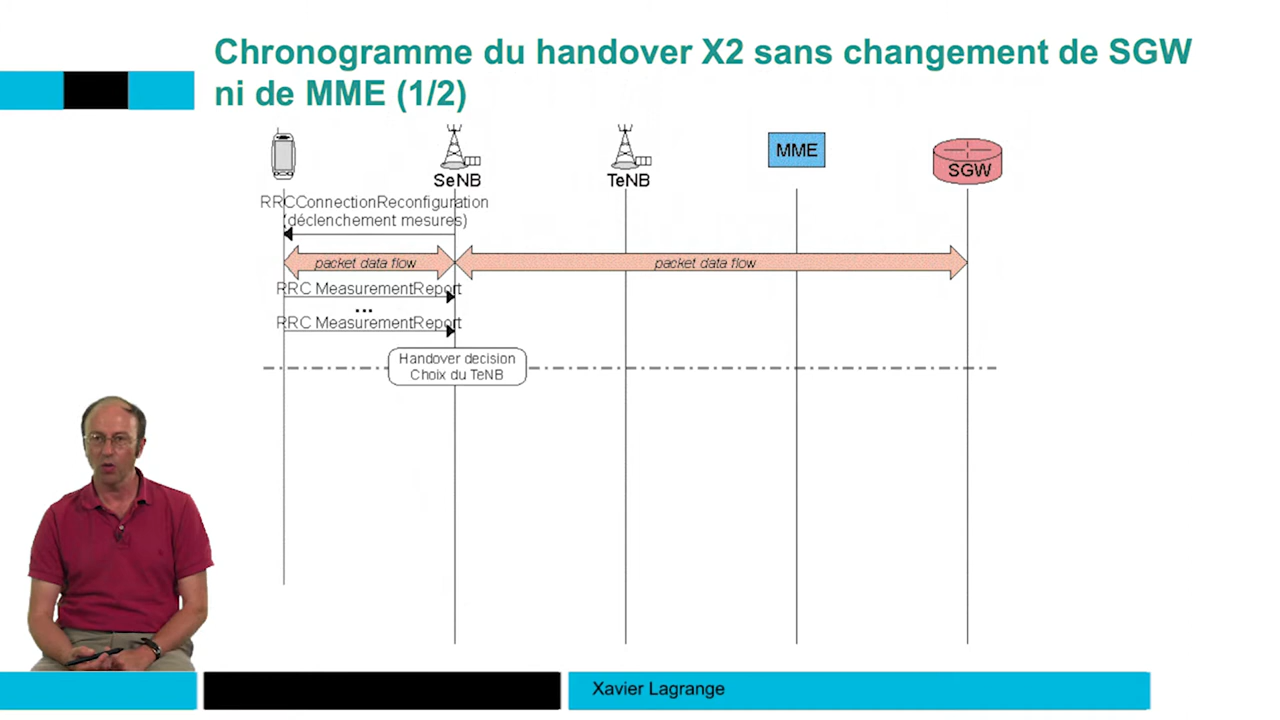 Chronogramme du handover X2 sans changement de SGW
ni de MME (1/2)
SeNB
TeNB
MME
SGW
RRCConnectionReconfiguration
(déclenchement mesures)
packet data flow
packet data flow
RRC MeasurementReport
...
RRC MeasurementReport
Handover decision
Choix du TeNB
Xavier Lagrange